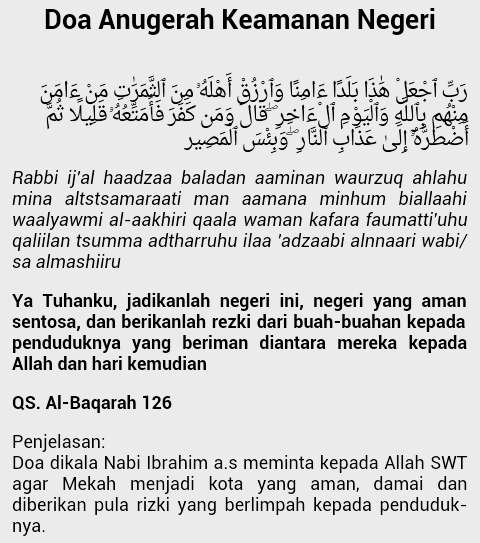 Doa Anugerah Keamanan Negeri
رَبِّ ٱجْعَلْ هَٰذَا بَلَدًا ءَامِنًا وَٱرْزُقْ أَهْلَهُۥ مِنَ ٱلثَّمَرَٰتِ مَنْ ءَامَنَ
مِنْهُم بِٱللَّهِ وَٱلْيَوْمِ ٱلْءَاخِرِ ۖ قَالَ وَمَن كَفَرَ فَأُمَتِّعُهُۥ قَلِيلًا ثُمَّ
أَضْطَرُّهُۥٓ إِلَىٰ عَذَابِ ٱلنَّارِ ۖ وَبِئْسَ ٱلْمَصِير
Rabbi ij'al haadzaa baladan aaminan waurzuq ahlahu
mina altstsamaraati man aamana minhum biallaahi
waalyawmi al-aakhiri qaala waman kafara faumatti'uhu
qaliilan tsumma adtharruhu ilaa 'adzaabi alnnaari wabi/
sa almashiiru
Ya Tuhanku, jadikanlah negeri ini, negeri yang aman
sentosa, dan berikanlah rezki dari buah-buahan kepada
penduduknya yang beriman diantara mereka kepada
Allah dan hari kemudian
QS. Al-Baqarah 126
Penjelasan:
Doa dikala Nabi Ibrahim a.s meminta kepada Allah SWT
agar Mekah menjadi kota yang aman, damai dan
diberikan pula rizki yang berlimpah kepada penduduk-
nya.